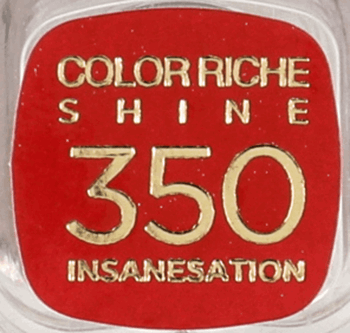 COLOR RICHE
SHINE
350
INSANESATION